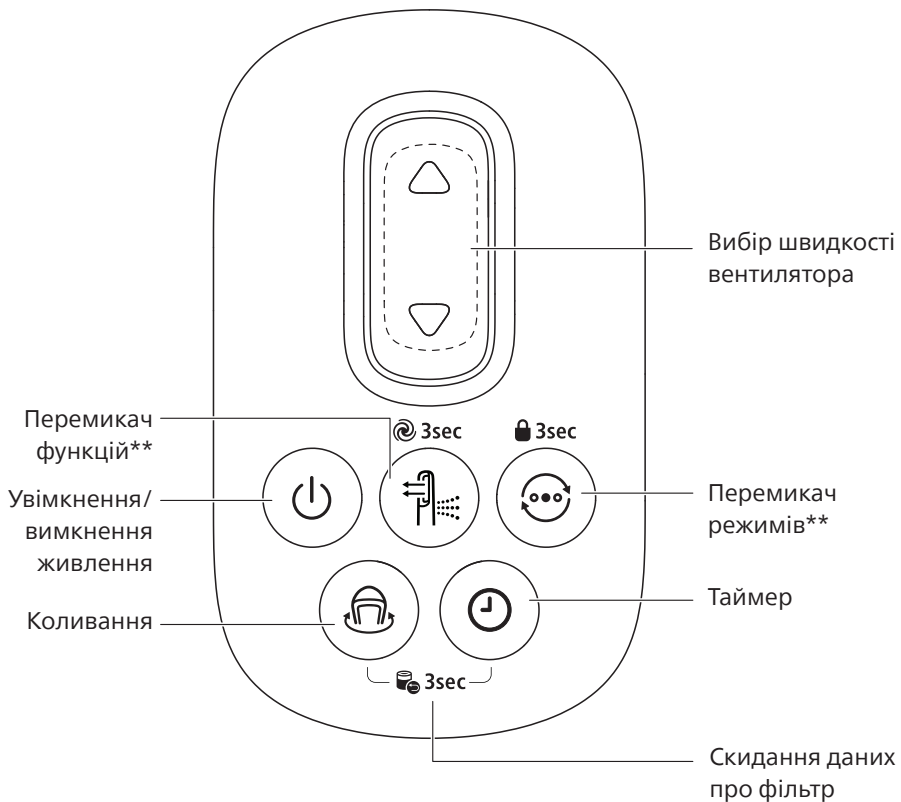 Вибір швидкості
вентилятора
Перемикач
функцій**
3sec
3sec
Увімкнення/
вимкнення
живлення
Перемикач
режимів**
Коливання
Таймер
3sec
Скидання даних
про фільтр